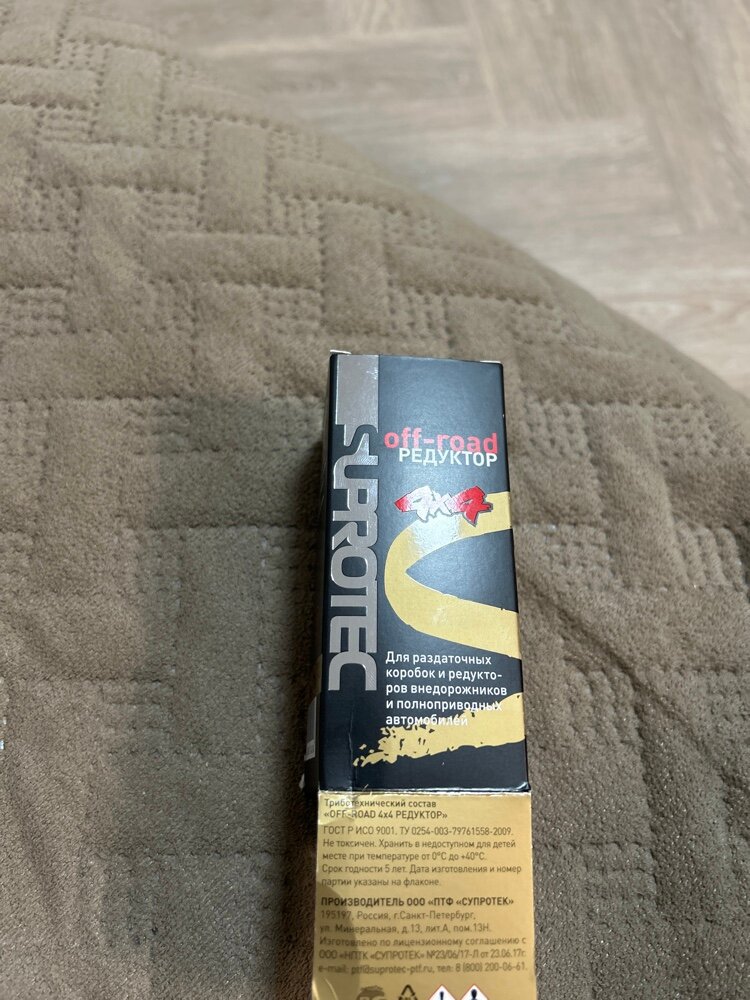 SUPROTEC
off-road
РЕДУКТОР
4x4
Для раздаточных
коробок и редукто-
ров внедорожников
и полноприводных
автомобилей
Триботехнический состав
«OFF-ROAD 4x4 РЕДУКТОР»
ГОСТ Р ИСО 9001. ТУ 0254-003-79761558-2009.
Не токсичен. Хранить в недоступном для детей
месте при температуре от 0°С до +40°С.
Срок годности 5 лет. Дата изготовления и номер
партии указаны на флаконе.
ПРОИЗВОДИТЕЛЬ ООО «ПТФ «СУПРОТЕК»
195197, Россия, г.Санкт-Петербург,
ул. Минеральная, д.13, лит.А, пом.13Н.
Изготовлено по лицензионному соглашению с
ООО «НПТК «СУПРОТЕК» №23/06/17-Л от 23.06.17г.
e-mail: ptf@suprotec-ptf.ru, тел: 8 (800) 200-06-61.